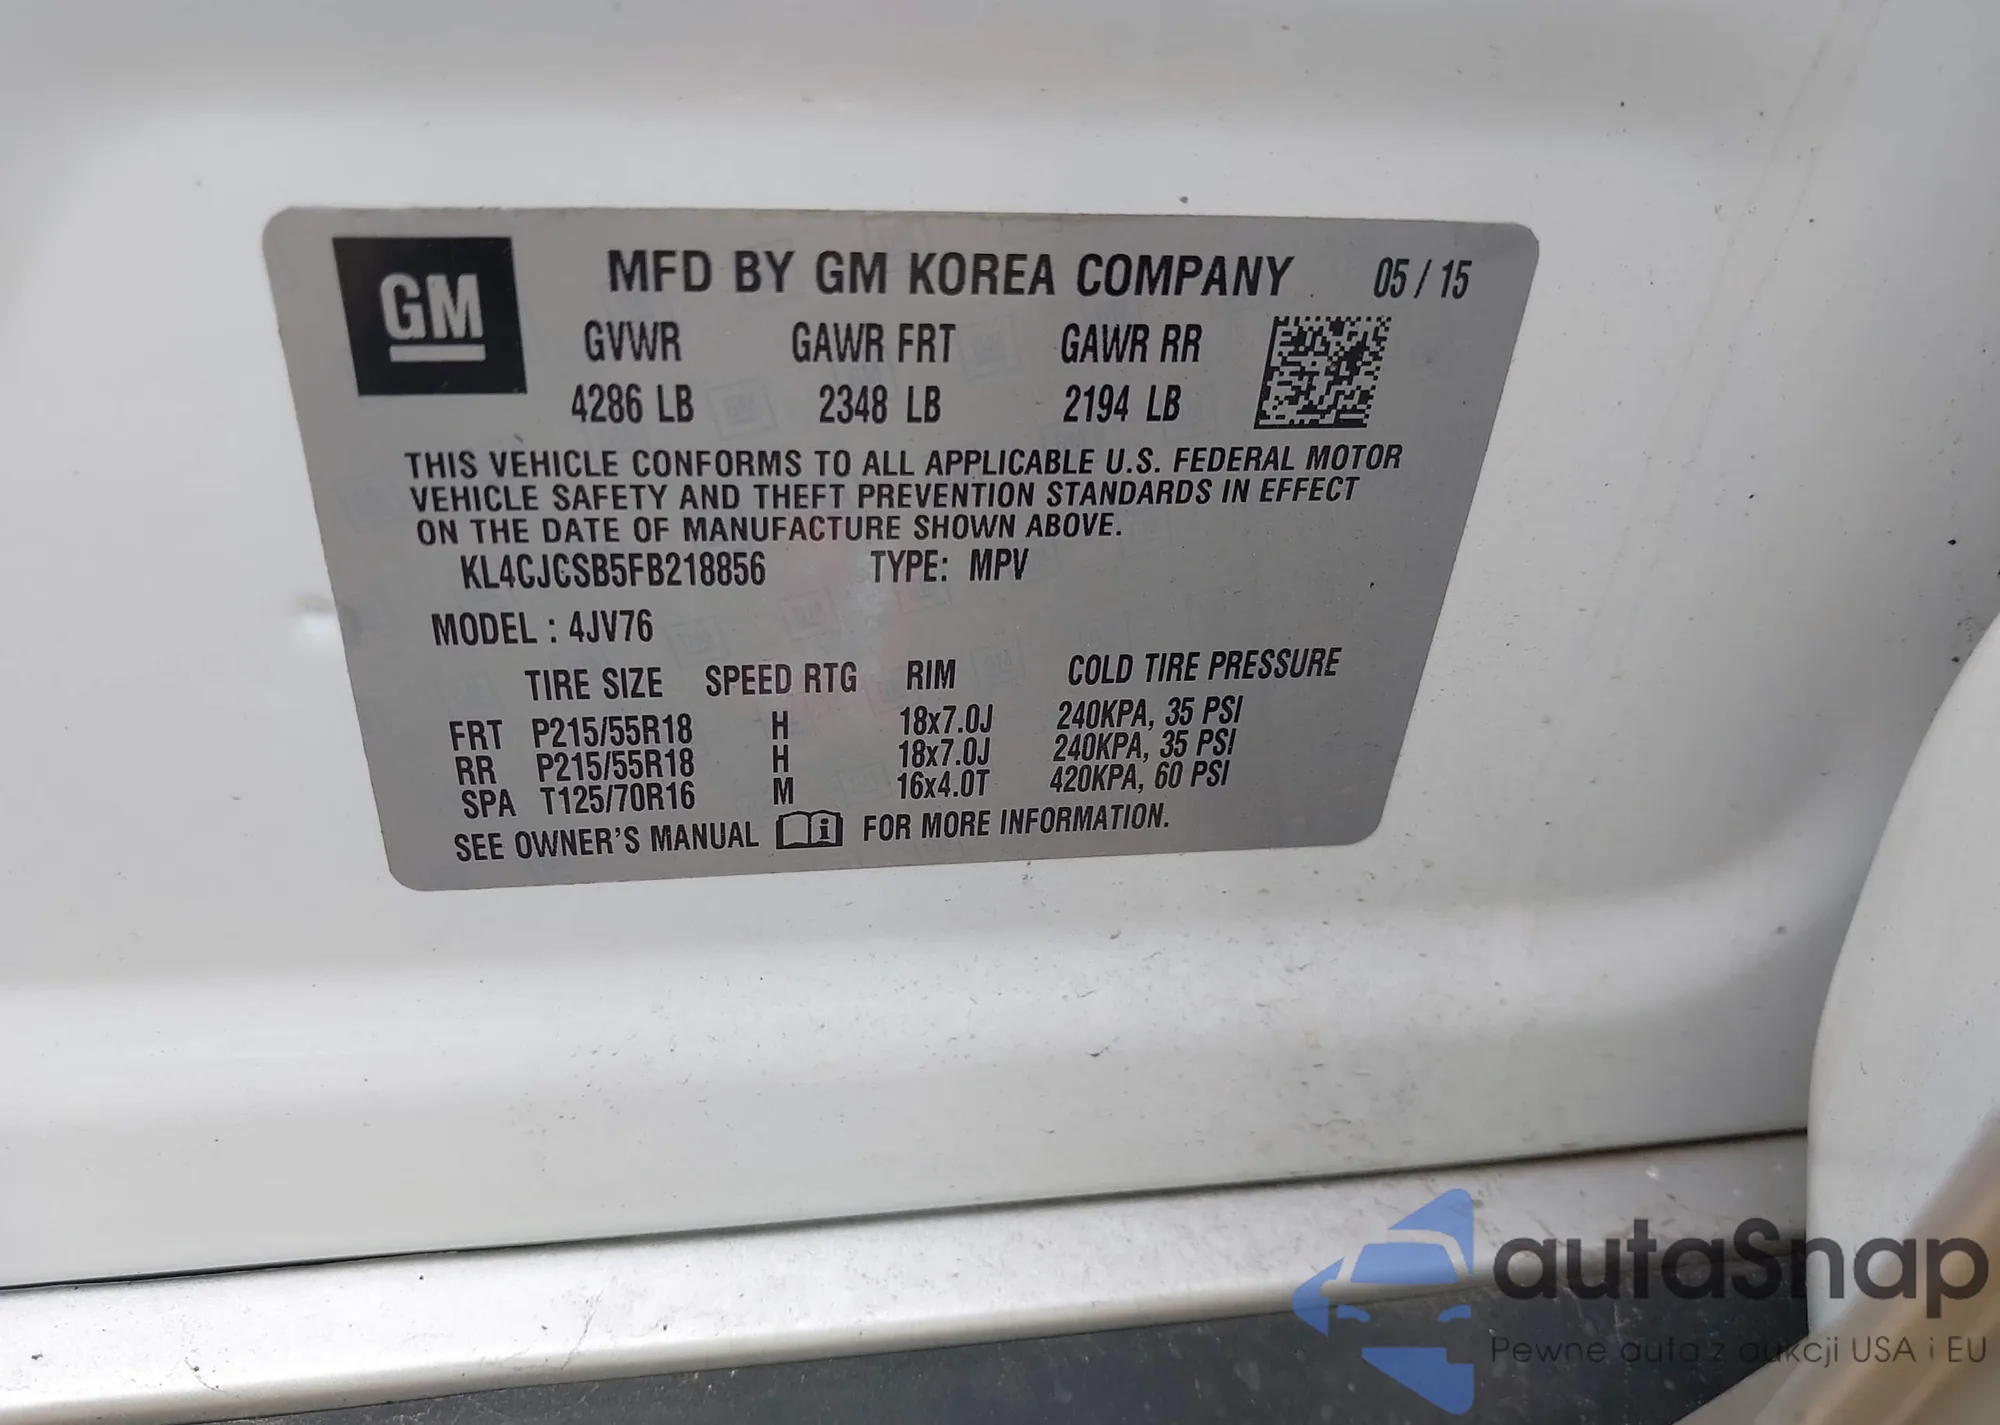 GM
MFD BY GM KOREA COMPANY 05 / 15
GVWR GAWR FRT GAWR RR
4286 LB 2348 LB 2194 LB
THIS VEHICLE CONFORMS TO ALL APPLICABLE U.S. FEDERAL MOTOR
VEHICLE SAFETY AND THEFT PREVENTION STANDARDS IN EFFECT
ON THE DATE OF MANUFACTURE SHOWN ABOVE.
KL4CJCSB5FB218856 TYPE: MPV
MODEL : 4JV76
TIRE SIZE SPEED RTG RIM COLD TIRE PRESSURE
FRT P215/55R18 H 18x7.0J 240KPA, 35 PSI
RR P215/55R18 H 18x7.0J 240KPA, 35 PSI
SPA T125/70R16 M 16x4.0T 420KPA, 60 PSI
SEE OWNER'S MANUAL FOR MORE INFORMATION.
autaSnap
Pewne auta z aukcji USA i EU